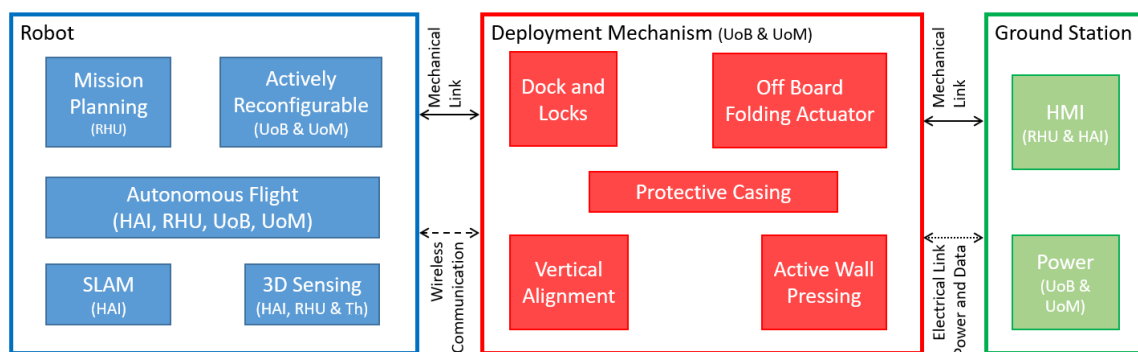 Robot
Mission
Planning
(RHU)
Actively
Reconfigurable
(UoB & UoM)
Autonomous Flight
(HAI, RHU, UoB, UoM)
SLAM
(HAI)
3D Sensing
(HAI, RHU & Th)
Mechanical
Link
Wireless
Communication
Deployment Mechanism (UoB & UoM)
Dock and
Locks
Off Board
Folding Actuator
Protective Casing
Vertical
Alignment
Active Wall
Pressing
Mechanical
Link
Electrical Link
Power and Data
Ground Station
HMI
(RHU & HAI)
Power
(UoB &
UoM)